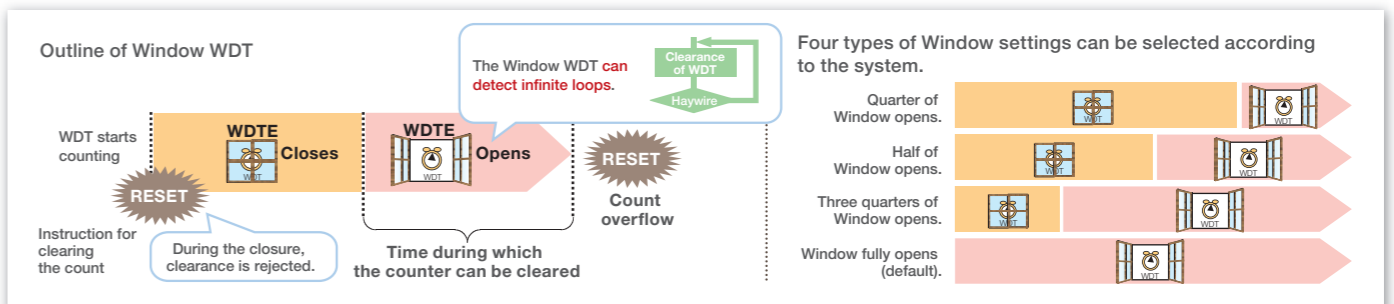 Outline of Window WDT
The Window WDT can
detect infinite loops.
Clearance
of WDT
Haywire
WDT starts
counting
WDTE
Closes
WDT
WDTE
Opens
WDT
RESET
RESET
Count
overflow
Instruction for
clearing
the count
During the closure,
clearance is rejected.
Time during which
the counter can be cleared
Four types of Window settings can be selected according
to the system.
Quarter of
Window opens.
WDT
WDT
Half of
Window opens.
WDT
WDT
Three quarters of
Window opens.
WDT
WDT
Window fully opens
(default).
WDT